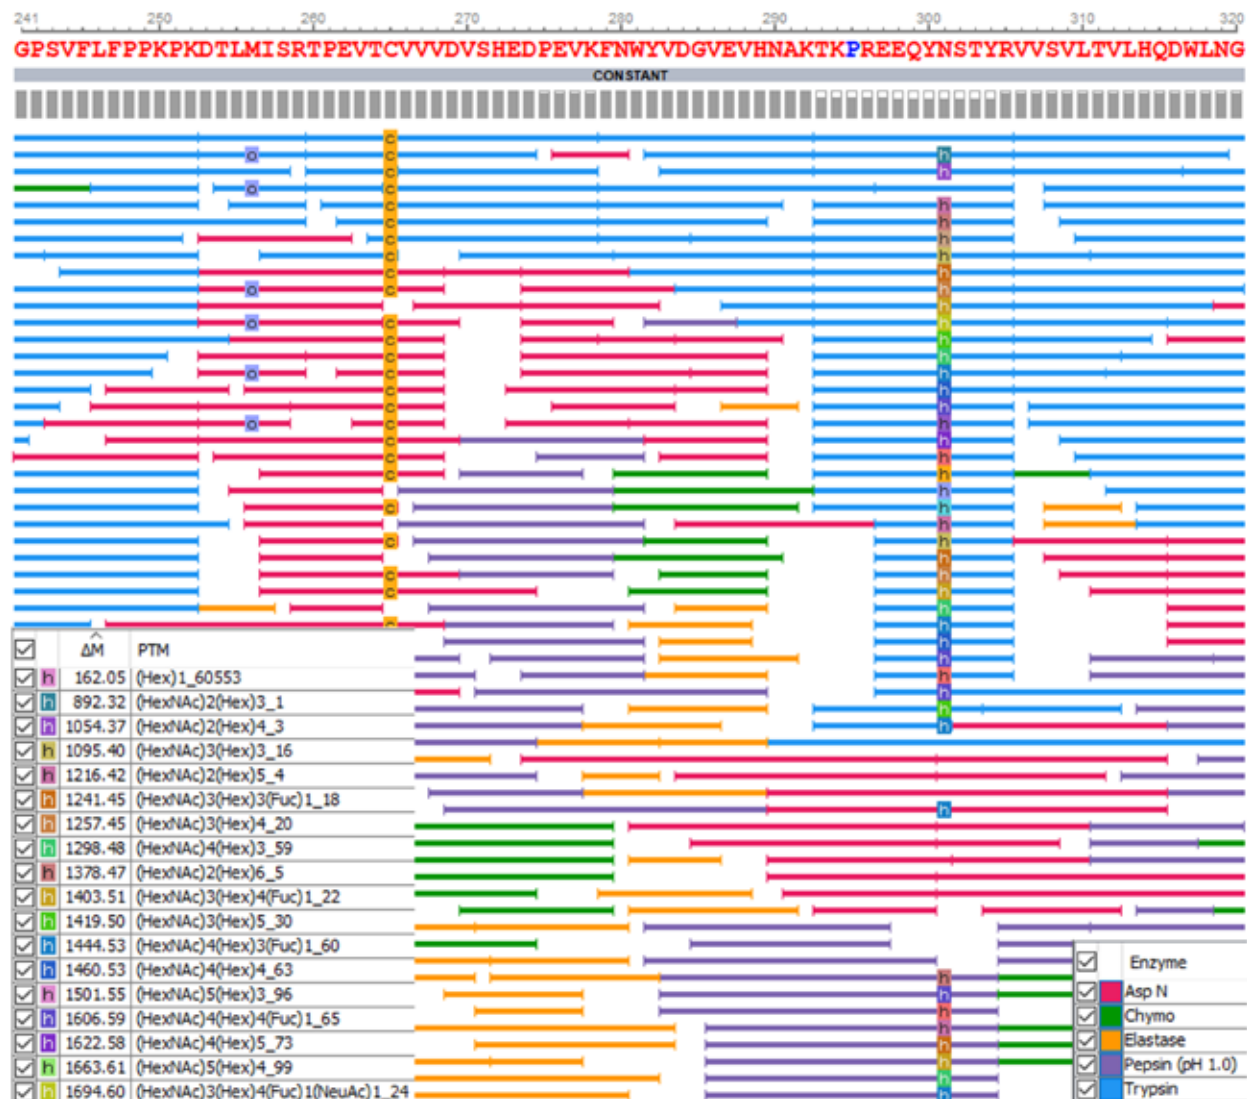 241 250 260 270 280 290 300 310 320
GPSVFLFPPKPKDTLMISRTPEVTCVVVDVSHEDPEVKFNWYVDGVEVHNAKTKPREEQYNSTYRVVSVLTVLHQDWLNG
CONSTANT
ΔM PTM
h 162.05 (Hex)1_60553
h 892.32 (HexNAc)2(Hex)3_1
h 1054.37 (HexNAc)2(Hex)4_3
h 1095.40 (HexNAc)3(Hex)3_16
h 1216.42 (HexNAc)2(Hex)5_4
h 1241.45 (HexNAc)3(Hex)3(Fuc)1_18
h 1257.45 (HexNAc)3(Hex)4_20
h 1298.48 (HexNAc)4(Hex)3_59
h 1378.47 (HexNAc)2(Hex)6_5
h 1403.51 (HexNAc)3(Hex)4(Fuc)1_22
h 1419.50 (HexNAc)3(Hex)5_30
h 1444.53 (HexNAc)4(Hex)3(Fuc)1_60
h 1460.53 (HexNAc)4(Hex)4_63
h 1501.55 (HexNAc)5(Hex)3_96
h 1606.59 (HexNAc)4(Hex)4(Fuc)1_65
h 1622.58 (HexNAc)4(Hex)5_73
h 1663.61 (HexNAc)5(Hex)4_99
h 1694.60 (HexNAc)3(Hex)4(Fuc)1(NeuAc)1_24
Enzyme
Asp N
Chymo
Elastase
Pepsin (pH 1.0)
Trypsin